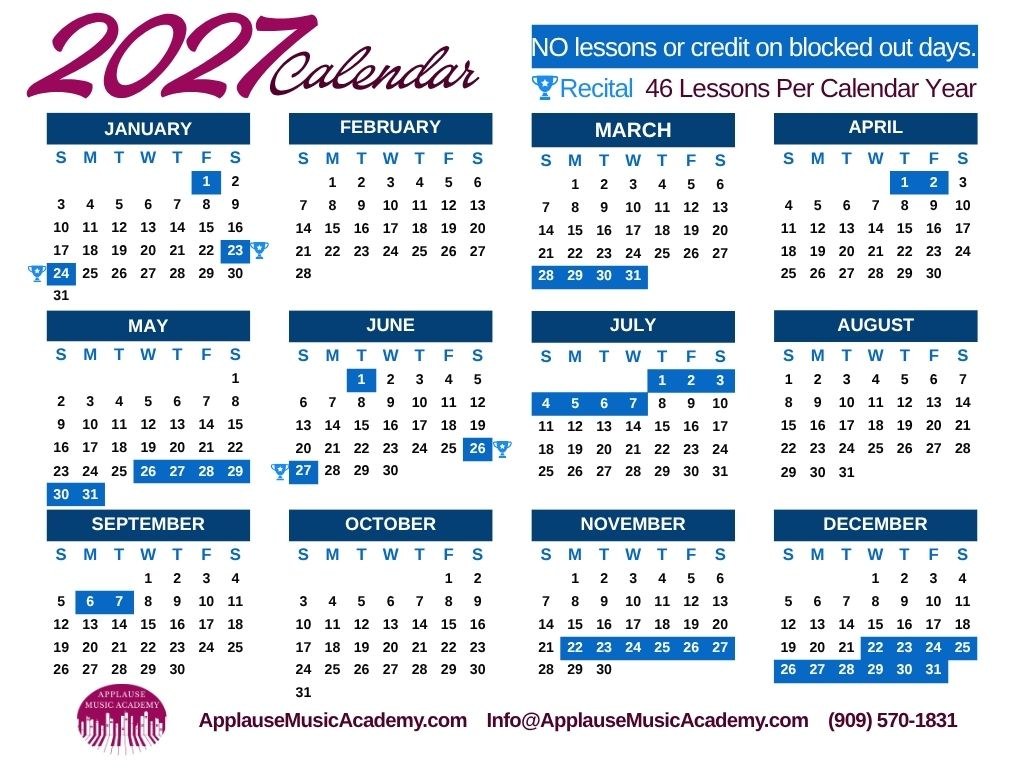 2027 Calendar
NO lessons or credit on blocked out days.
Recital 46 Lessons Per Calendar Year
JANUARY
S M T W T F S
1 2
3 4 5 6 7 8 9
10 11 12 13 14 15 16
17 18 19 20 21 22 23
24 25 26 27 28 29 30
31
FEBRUARY
S M T W T F S
1 2 3 4 5 6
7 8 9 10 11 12 13
14 15 16 17 18 19 20
21 22 23 24 25 26 27
28
MARCH
S M T W T F S
1 2 3 4 5 6
7 8 9 10 11 12 13
14 15 16 17 18 19 20
21 22 23 24 25 26 27
28 29 30 31
APRIL
S M T W T F S
1 2 3
4 5 6 7 8 9 10
11 12 13 14 15 16 17
18 19 20 21 22 23 24
25 26 27 28 29 30
MAY
S M T W T F S
1
2 3 4 5 6 7 8
9 10 11 12 13 14 15
16 17 18 19 20 21 22
23 24 25 26 27 28 29
30 31
JUNE
S M T W T F S
1 2 3 4 5
6 7 8 9 10 11 12
13 14 15 16 17 18 19
20 21 22 23 24 25 26
27 28 29 30
JULY
S M T W T F S
1 2 3
4 5 6 7 8 9 10
11 12 13 14 15 16 17
18 19 20 21 22 23 24
25 26 27 28 29 30 31
AUGUST
S M T W T F S
1 2 3 4 5 6 7
8 9 10 11 12 13 14
15 16 17 18 19 20 21
22 23 24 25 26 27 28
29 30 31
SEPTEMBER
S M T W T F S
1 2 3 4
5 6 7 8 9 10 11
12 13 14 15 16 17 18
19 20 21 22 23 24 25
26 27 28 29 30
OCTOBER
S M T W T F S
1 2
3 4 5 6 7 8 9
10 11 12 13 14 15 16
17 18 19 20 21 22 23
24 25 26 27 28 29 30
31
NOVEMBER
S M T W T F S
1 2 3 4 5 6
7 8 9 10 11 12 13
14 15 16 17 18 19 20
21 22 23 24 25 26 27
28 29 30
DECEMBER
S M T W T F S
1 2 3 4
5 6 7 8 9 10 11
12 13 14 15 16 17 18
19 20 21 22 23 24 25
26 27 28 29 30 31
APPLAUSE
MUSIC ACADEMY
ApplauseMusicAcademy.com Info@ApplauseMusicAcademy.com (909) 570-1831